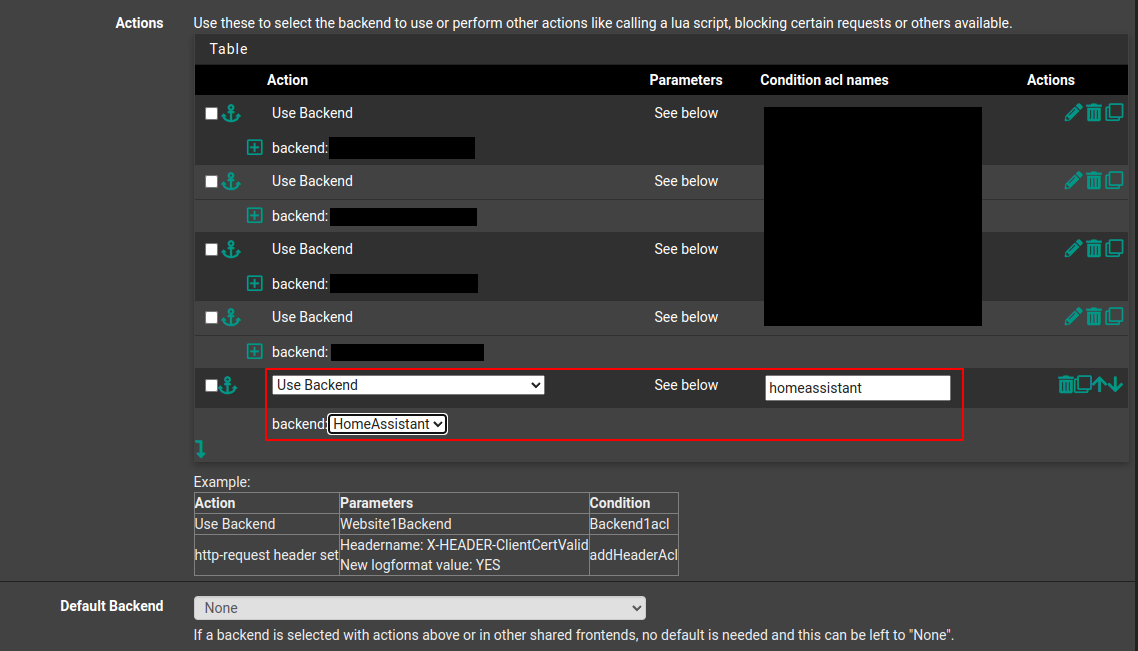 Actions Use these to select the backend to use or perform other actions like calling a lua script, blocking certain requests or others available.
Table
Action Parameters Condition acl names Actions
Use Backend See below
backend:
Use Backend See below
backend:
Use Backend See below
backend:
Use Backend See below
backend:
Use Backend See below homeassistant
backend: HomeAssistant
Example:
Action Parameters Condition
Use Backend Website1Backend Backend1acl
http-request header set Headername: X-HEADER-ClientCertValid addHeaderAcl
New logformat value: YES
Default Backend None
If a backend is selected with actions above or in other shared frontends, no default is needed and this can be left to "None".